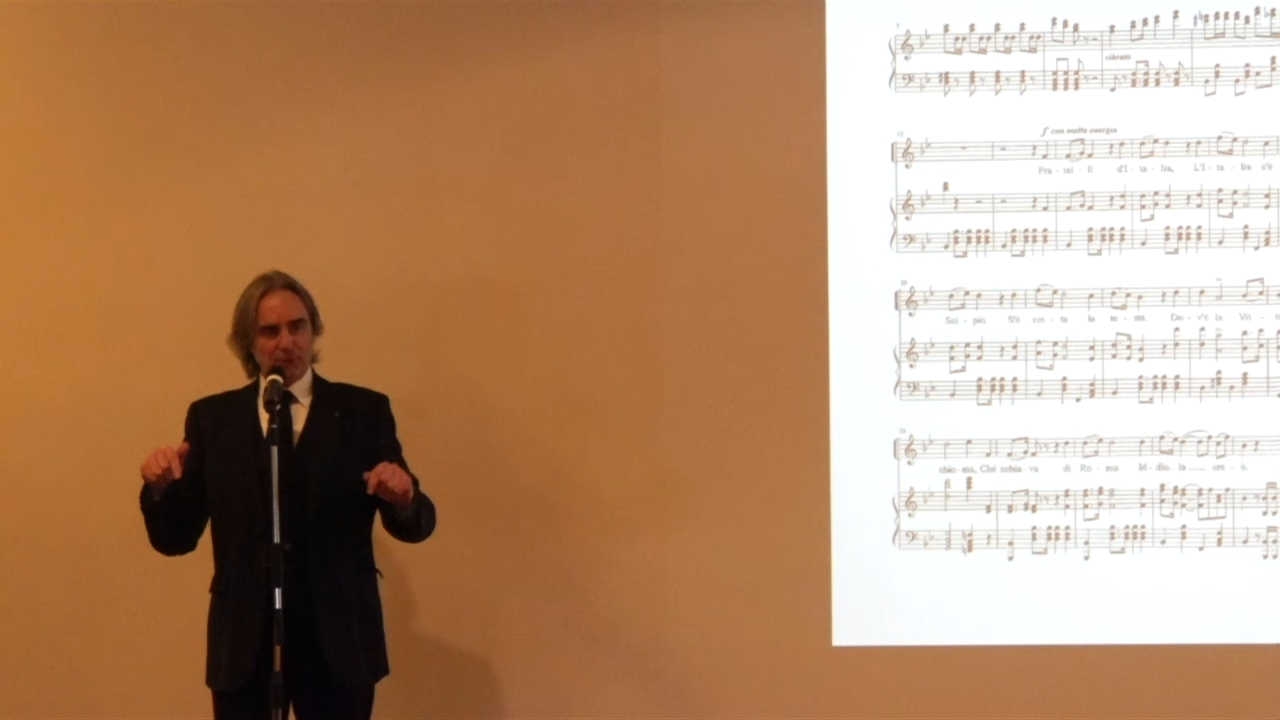 vibrato
f con molta energia
Fra - tel - li d'I - ta - lia, L'I - ta - lia s'è
Sci - pio S'è cin - ta la te - sta. Do - v'è la Vit - t
chio-ma, Ché schia - va di Ro - ma Id-dio la...... cre - ò.